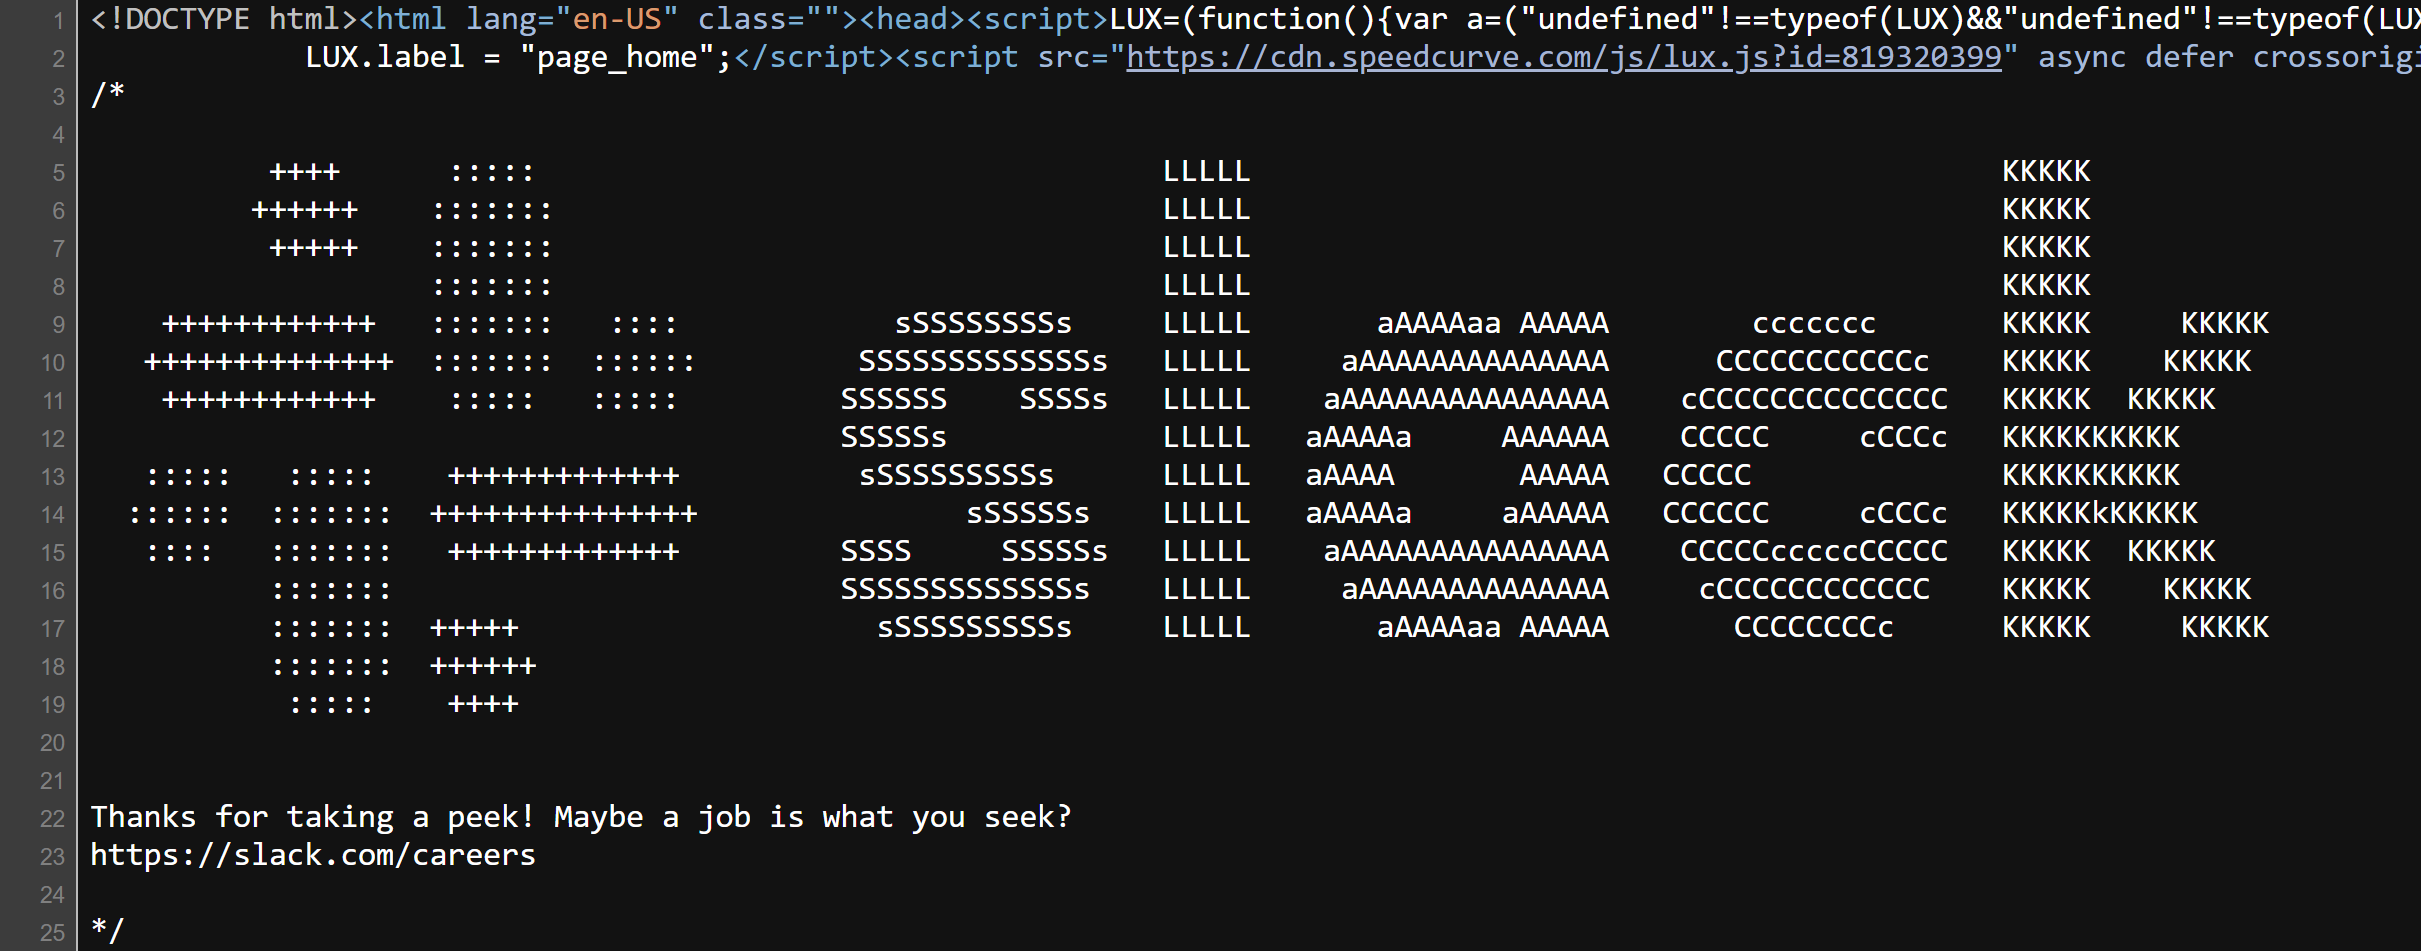 1 <!DOCTYPE html><html lang="en-US" class=""><head><script>LUX=(function(){var a=("undefined"!==typeof(LUX)&&"undefined"!==typeof(LUX
2             LUX.label = "page_home";</script><script src="https://cdn.speedcurve.com/js/lux.js?id=819320399" async defer crossorigi
3 /*
4
5           ++++      :::::                                   LLLLL                                          KKKKK
6          ++++++    :::::::                                  LLLLL                                          KKKKK
7           +++++    :::::::                                  LLLLL                                          KKKKK
8                    :::::::                                  LLLLL                                          KKKKK
9     ++++++++++++   :::::::   ::::            sSSSSSSSSs     LLLLL       aAAAAaa AAAAA        ccccccc       KKKKK     KKKKK
10    ++++++++++++++  :::::::  ::::::         SSSSSSSSSSSSSs   LLLLL     aAAAAAAAAAAAAAA      CCCCCCCCCCCc    KKKKK    KKKKK
11     ++++++++++++    :::::   :::::         SSSSSS    SSSSs   LLLLL    aAAAAAAAAAAAAAAA    cCCCCCCCCCCCCCC   KKKKK  KKKKK
12                                           SSSSSs            LLLLL   aAAAAa     AAAAAA    CCCCC     cCCCc   KKKKKKKKKK
13    :::::   :::::    +++++++++++++          sSSSSSSSSSs      LLLLL   aAAAA       AAAAA   CCCCC              KKKKKKKKKK
14   ::::::  :::::::  +++++++++++++++               sSSSSSs    LLLLL   aAAAAa     aAAAAA   CCCCCC     cCCCc   KKKKKkKKKKK
15    ::::   :::::::   +++++++++++++         SSSS     SSSSSs   LLLLL    aAAAAAAAAAAAAAAA    CCCCCcccccCCCCC   KKKKK  KKKKK
16           :::::::                         SSSSSSSSSSSSSs    LLLLL     aAAAAAAAAAAAAAA     cCCCCCCCCCCCC    KKKKK    KKKKK
17           :::::::  +++++                    sSSSSSSSSSs     LLLLL       aAAAAaa AAAAA       CCCCCCCCc      KKKKK     KKKKK
18           :::::::  ++++++
19            :::::    ++++
20
21
22 Thanks for taking a peek! Maybe a job is what you seek?
23 https://slack.com/careers
24
25 */